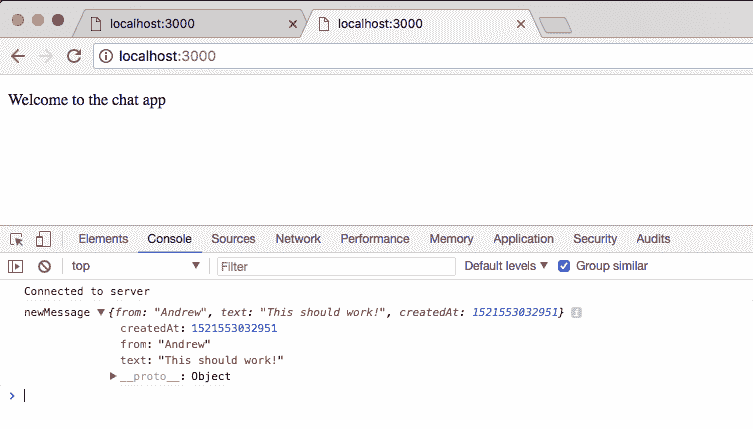 localhost:3000 localhost:3000
localhost:3000
Welcome to the chat app
Elements Console Sources Network Performance Memory Application Security Audits
top Filter Default levels Group similar
Connected to server
newMessage {from: "Andrew", text: "This should work!", createdAt: 1521553032951}
createdAt: 1521553032951
from: "Andrew"
text: "This should work!"
__proto__: Object